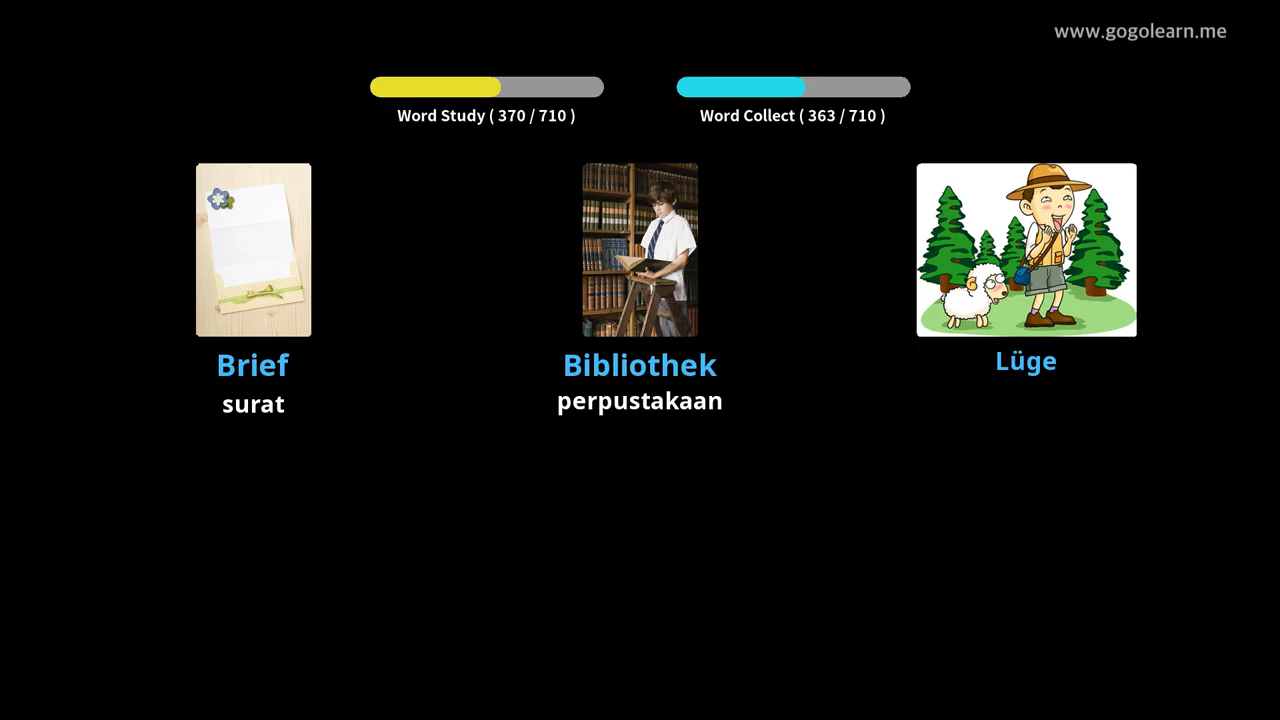 www.gogolearn.me
Word Study ( 370 / 710 )
Word Collect ( 363 / 710 )
Brief
surat
Bibliothek
perpustakaan
Lüge